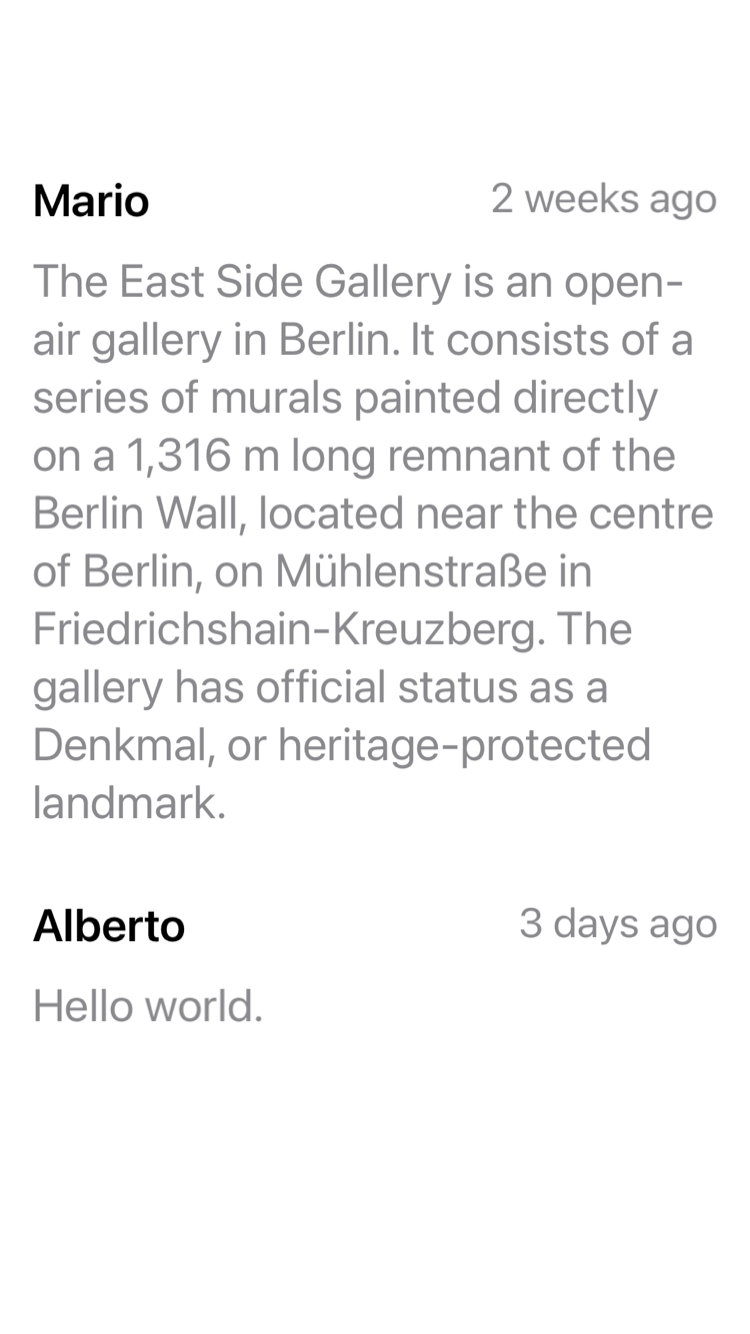 Mario 2 weeks ago
The East Side Gallery is an open-
air gallery in Berlin. It consists of a
series of murals painted directly
on a 1,316 m long remnant of the
Berlin Wall, located near the centre
of Berlin, on Mühlenstraße in
Friedrichshain-Kreuzberg. The
gallery has official status as a
Denkmal, or heritage-protected
landmark.
Alberto 3 days ago
Hello world.